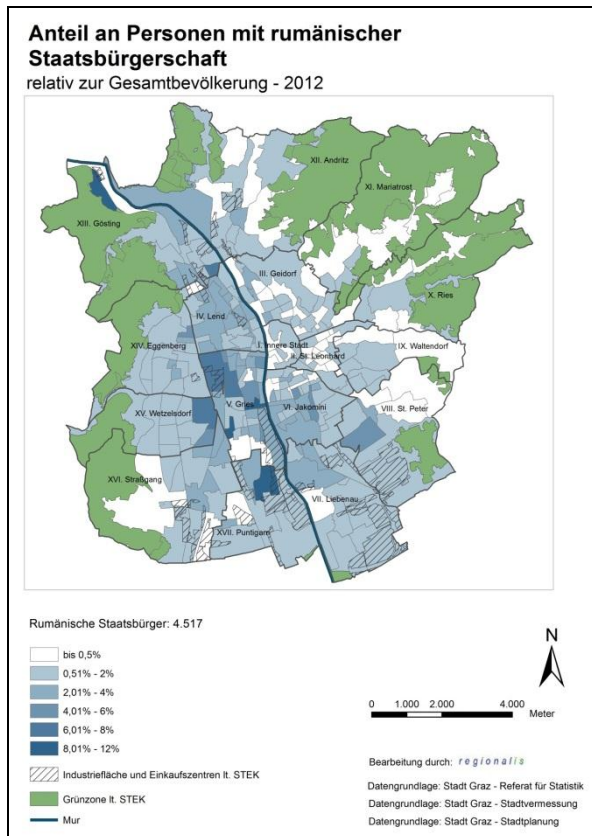 Anteil an Personen mit rumänischer
Staatsbürgerschaft
relativ zur Gesamtbevölkerung - 2012
XII. Andritz
XI. Mariatrost
XIII. Gösting
III. Geidorf
X. Ries
IV. Lend
I. Innere Stadt
IX. Waltendorf
XIV. Eggenberg
II. St. Leonhard
V. Gries
VI. Jakomini
VIII. St. Peter
XV. Wetzelsdorf
XVI. Straßgang
VII. Liebenau
XVII. Puntigam
Rumänische Staatsbürger: 4.517
bis 0,5%
0,51% - 2%
2,01% - 4%
4,01% - 6%
6,01% - 8%
8,01% - 12%
Industriefläche und Einkaufszentren lt. STEK
Grünzone lt. STEK
Mur
N
0 1.000 2.000 4.000
Meter
Bearbeitung durch: regionalis
Datengrundlage: Stadt Graz - Referat für Statistik
Datengrundlage: Stadt Graz - Stadtvermessung
Datengrundlage: Stadt Graz - Stadtplanung